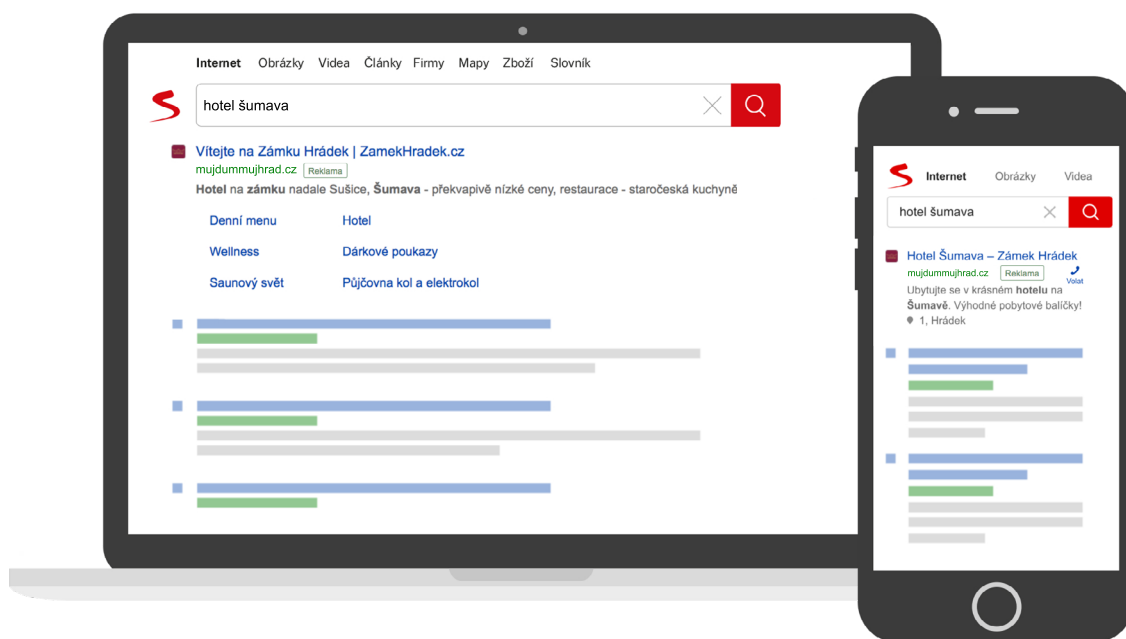 Internet Obrázky Videa Články Firmy Mapy Zboží Slovník
hotel šumava
Vítejte na Zámku Hrádek | ZamekHradek.cz
mujdummujhrad.cz Reklama
Hotel na zámku nadale Sušice, Šumava - překvapivě nízké ceny, restaurace - staročeská kuchyně
Denní menu Hotel
Wellness Dárkové poukazy
Saunový svět Půjčovna kol a elektrokol
Internet Obrázky Videa
hotel šumava
Hotel Šumava – Zámek Hrádek
mujdummujhrad.cz Reklama Volat
Ubytujte se v krásném hotelu na
Šumavě. Výhodné pobytové balíčky!
1, Hrádek